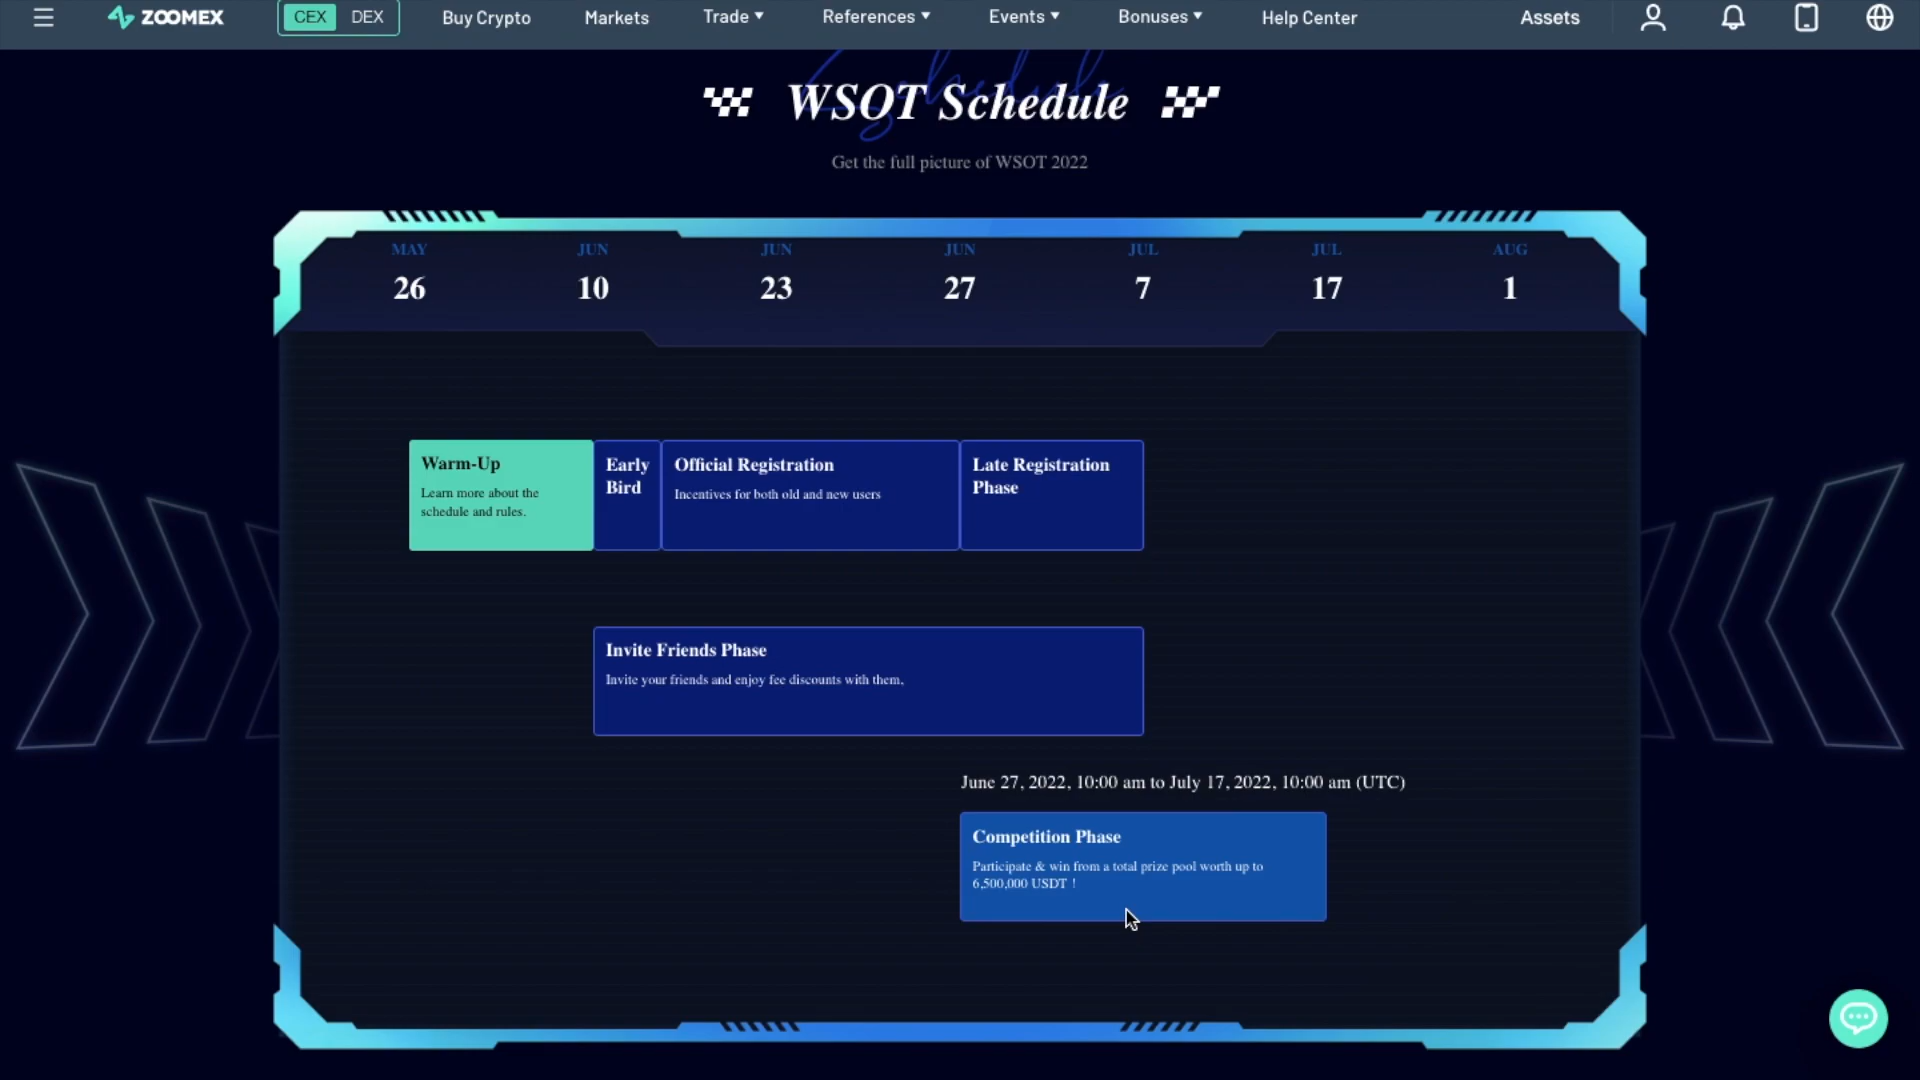 ZOOMEX CEX DEX Buy Crypto Markets Trade References Events Bonuses Help Center Assets
Schedule
WSOT Schedule
Get the full picture of WSOT 2022
MAY JUN JUN JUN JUL JUL AUG
26 10 23 27 7 17 1
Warm-Up
Learn more about the
schedule and rules.
Early
Bird
Official Registration
Incentives for both old and new users
Late Registration
Phase
Invite Friends Phase
Invite your friends and enjoy fee discounts with them,
June 27, 2022, 10:00 am to July 17, 2022, 10:00 am (UTC)
Competition Phase
Participate & win from a total prize pool worth up to
6,500,000 USDT !